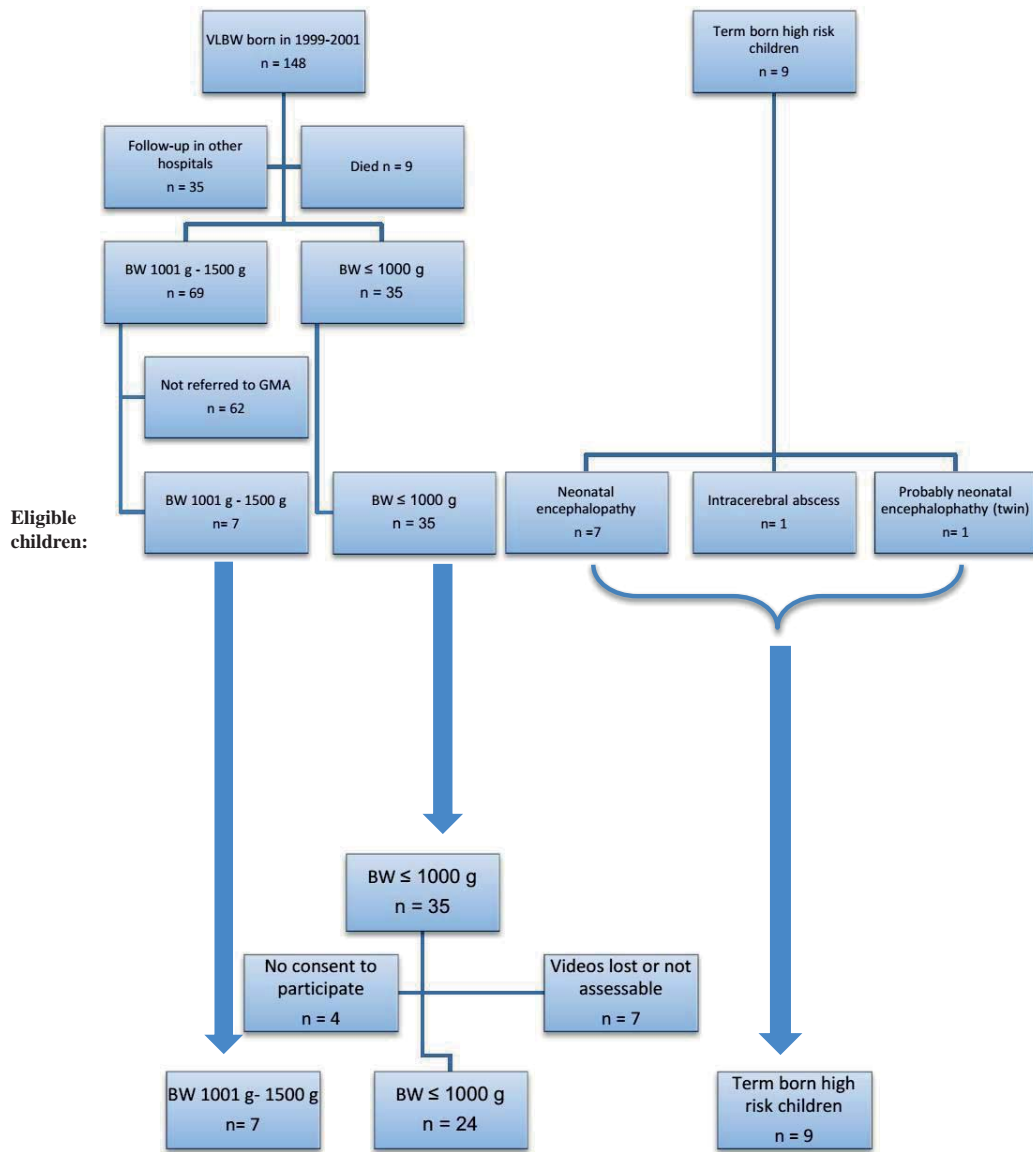 VLBW born in 1999-2001
n = 148
Term born high risk
children
n = 9
Follow-up in other
hospitals
n = 35
Died n = 9
BW 1001 g - 1500 g
n = 69
BW ≤ 1000 g
n = 35
Not referred to GMA
n = 62
Eligible
children:
BW 1001 g - 1500 g
n= 7
BW ≤ 1000 g
n = 35
Neonatal
encephalopathy
n =7
Intracerebral abscess
n= 1
Probably neonatal
encephalophathy (twin)
n= 1
BW ≤ 1000 g
n = 35
No consent to
participate
n = 4
Videos lost or not
assessable
n = 7
BW 1001 g- 1500 g
n= 7
BW ≤ 1000 g
n = 24
Term born high
risk children
n = 9